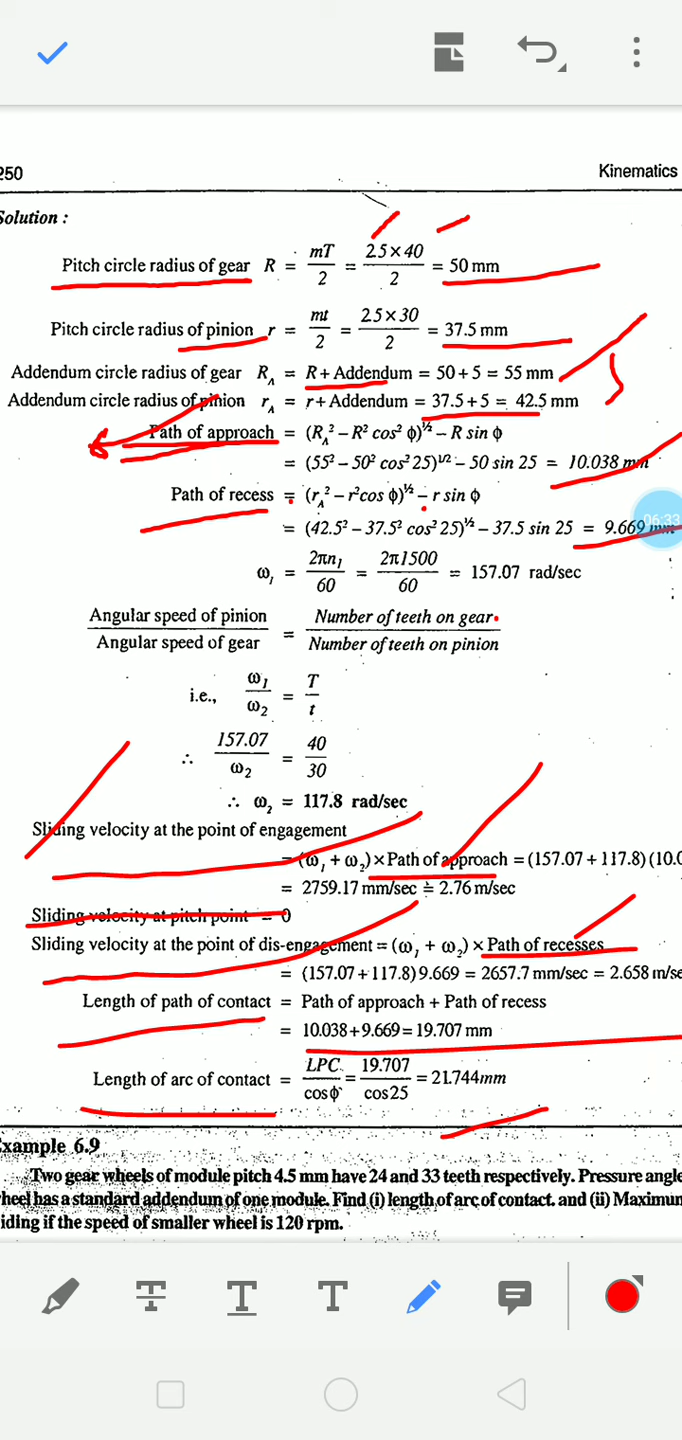 250 Kinematics
Solution :
Pitch circle radius of gear R = mT/2 = 2.5×40/2 = 50 mm
Pitch circle radius of pinion r = mt/2 = 2.5×30/2 = 37.5 mm
Addendum circle radius of gear R_A = R + Addendum = 50 + 5 = 55 mm
Addendum circle radius of pinion r_A = r + Addendum = 37.5 + 5 = 42.5 mm
Path of approach = (R_A² – R² cos² ϕ)^½ – R sin ϕ
= (55² – 50² cos² 25)^1/2 – 50 sin 25 = 10.038 mm
Path of recess = (r_A² – r² cos ϕ)^½ – r sin ϕ
= (42.5² – 37.5² cos² 25)^½ – 37.5 sin 25 = 9.669 mm
06:33
ω₁ = 2πn₁/60 = 2π1500/60 = 157.07 rad/sec
Angular speed of pinion/Angular speed of gear = Number of teeth on gear/Number of teeth on pinion
i.e., ω₁/ω₂ = T/t
∴ 157.07/ω₂ = 40/30
∴ ω₂ = 117.8 rad/sec
Sliding velocity at the point of engagement
= (ω₁ + ω₂) × Path of approach = (157.07 + 117.8) (10.0
= 2759.17 mm/sec ≐ 2.76 m/sec
Sliding velocity at pitch point = 0
Sliding velocity at the point of dis-engagement = (ω₁ + ω₂) × Path of recesses
= (157.07 + 117.8) 9.669 = 2657.7 mm/sec = 2.658 m/se
Length of path of contact = Path of approach + Path of recess
= 10.038 + 9.669 = 19.707 mm
Length of arc of contact = LPC/cosϕ = 19.707/cos25 = 21.744mm
Example 6.9
Two gear wheels of module pitch 4.5 mm have 24 and 33 teeth respectively. Pressure angle
heel has a standard addendum of one module. Find (i) length of arc of contact. and (ii) Maximum
iding if the speed of smaller wheel is 120 rpm.
T T T